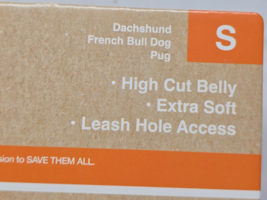 Dachshund
French Bull Dog
Pug
S
· High Cut Belly
· Extra Soft
· Leash Hole Access
sion to SAVE THEM ALL.